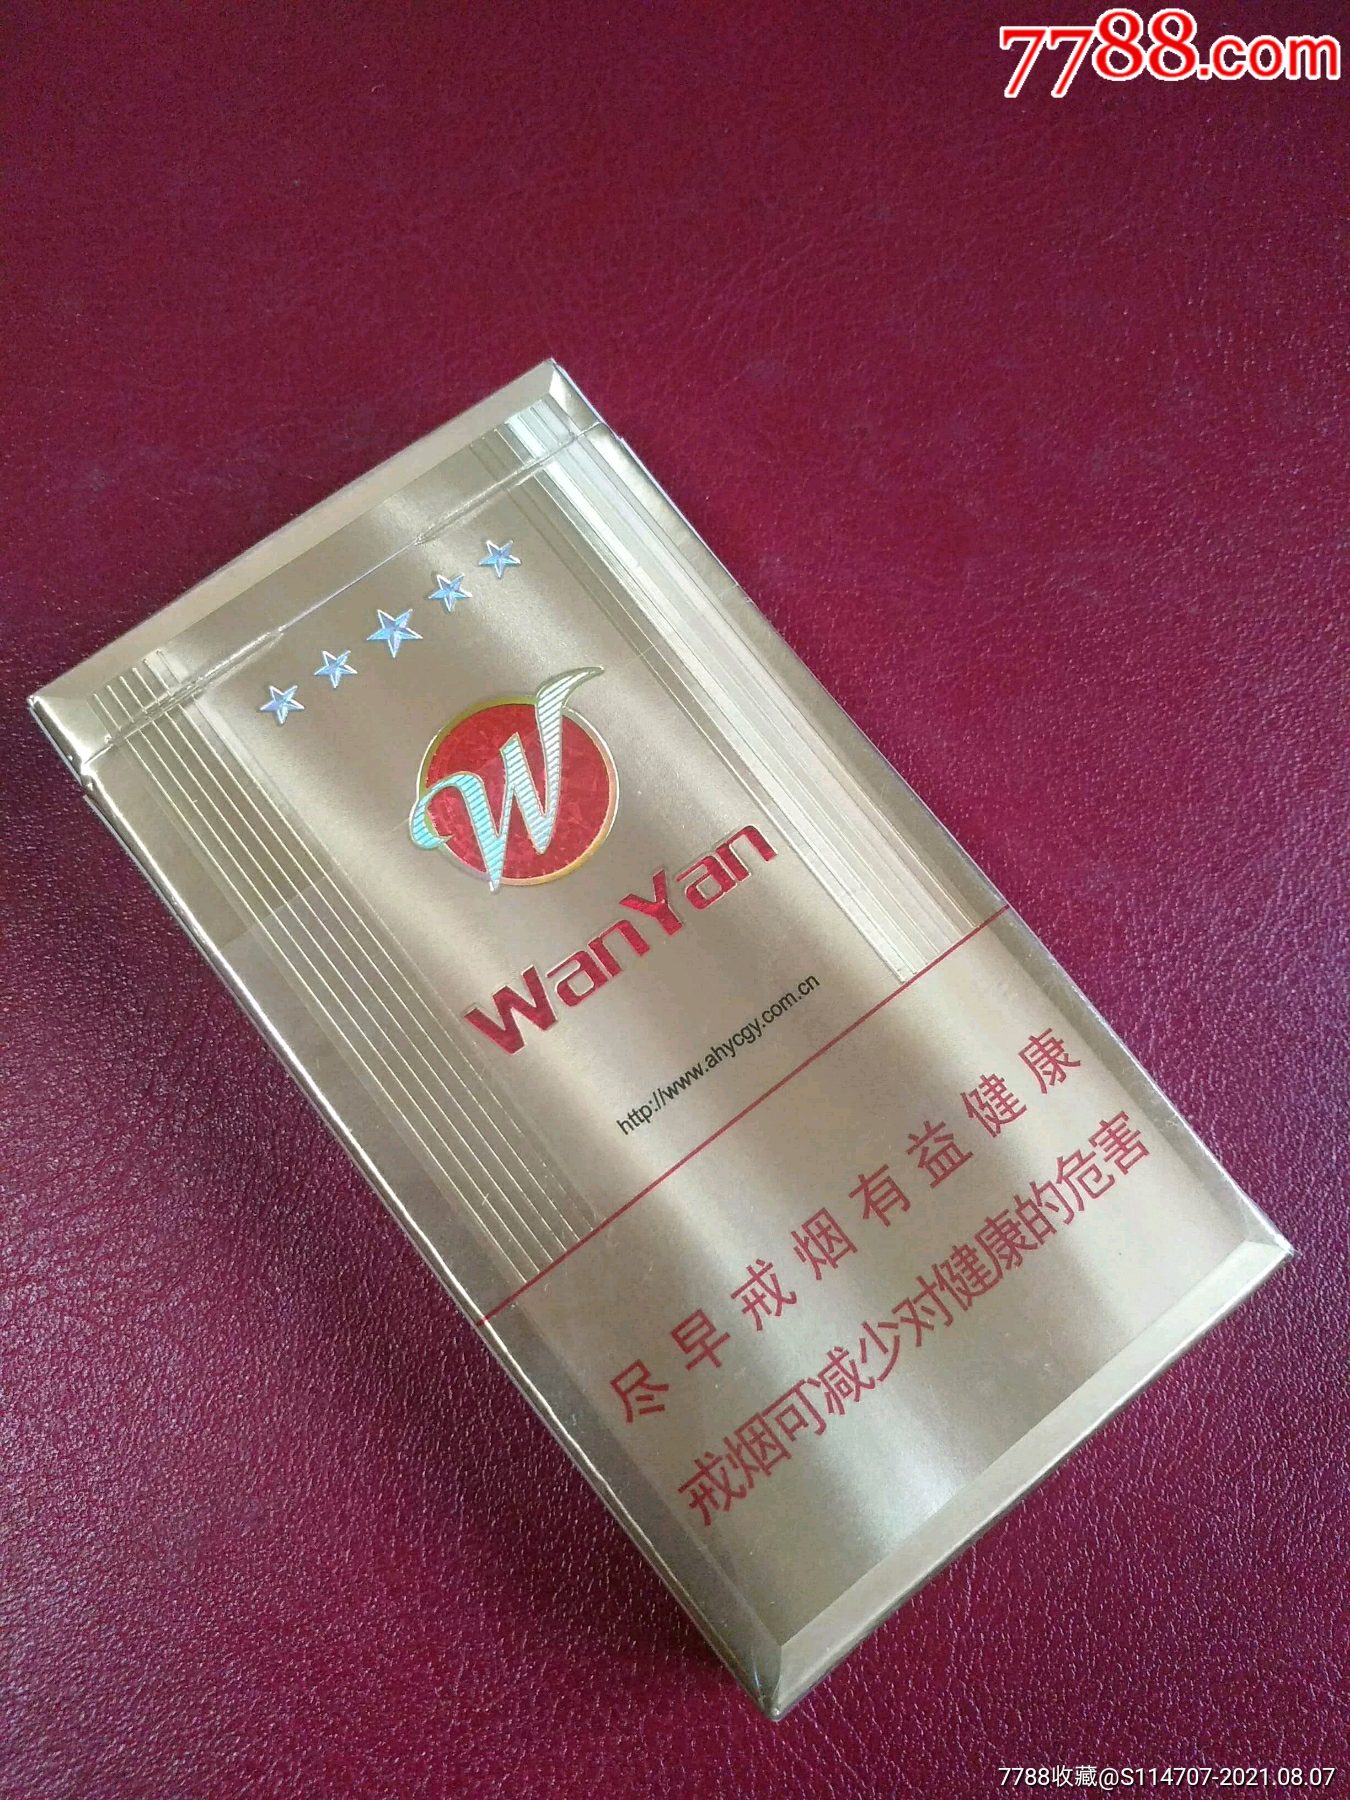 7788.com
W
WanYan
http://www.ahycgy.com.cn
尽早戒烟有益健康
戒烟可减少对健康的危害
7788收藏@S114707-2021.08.07